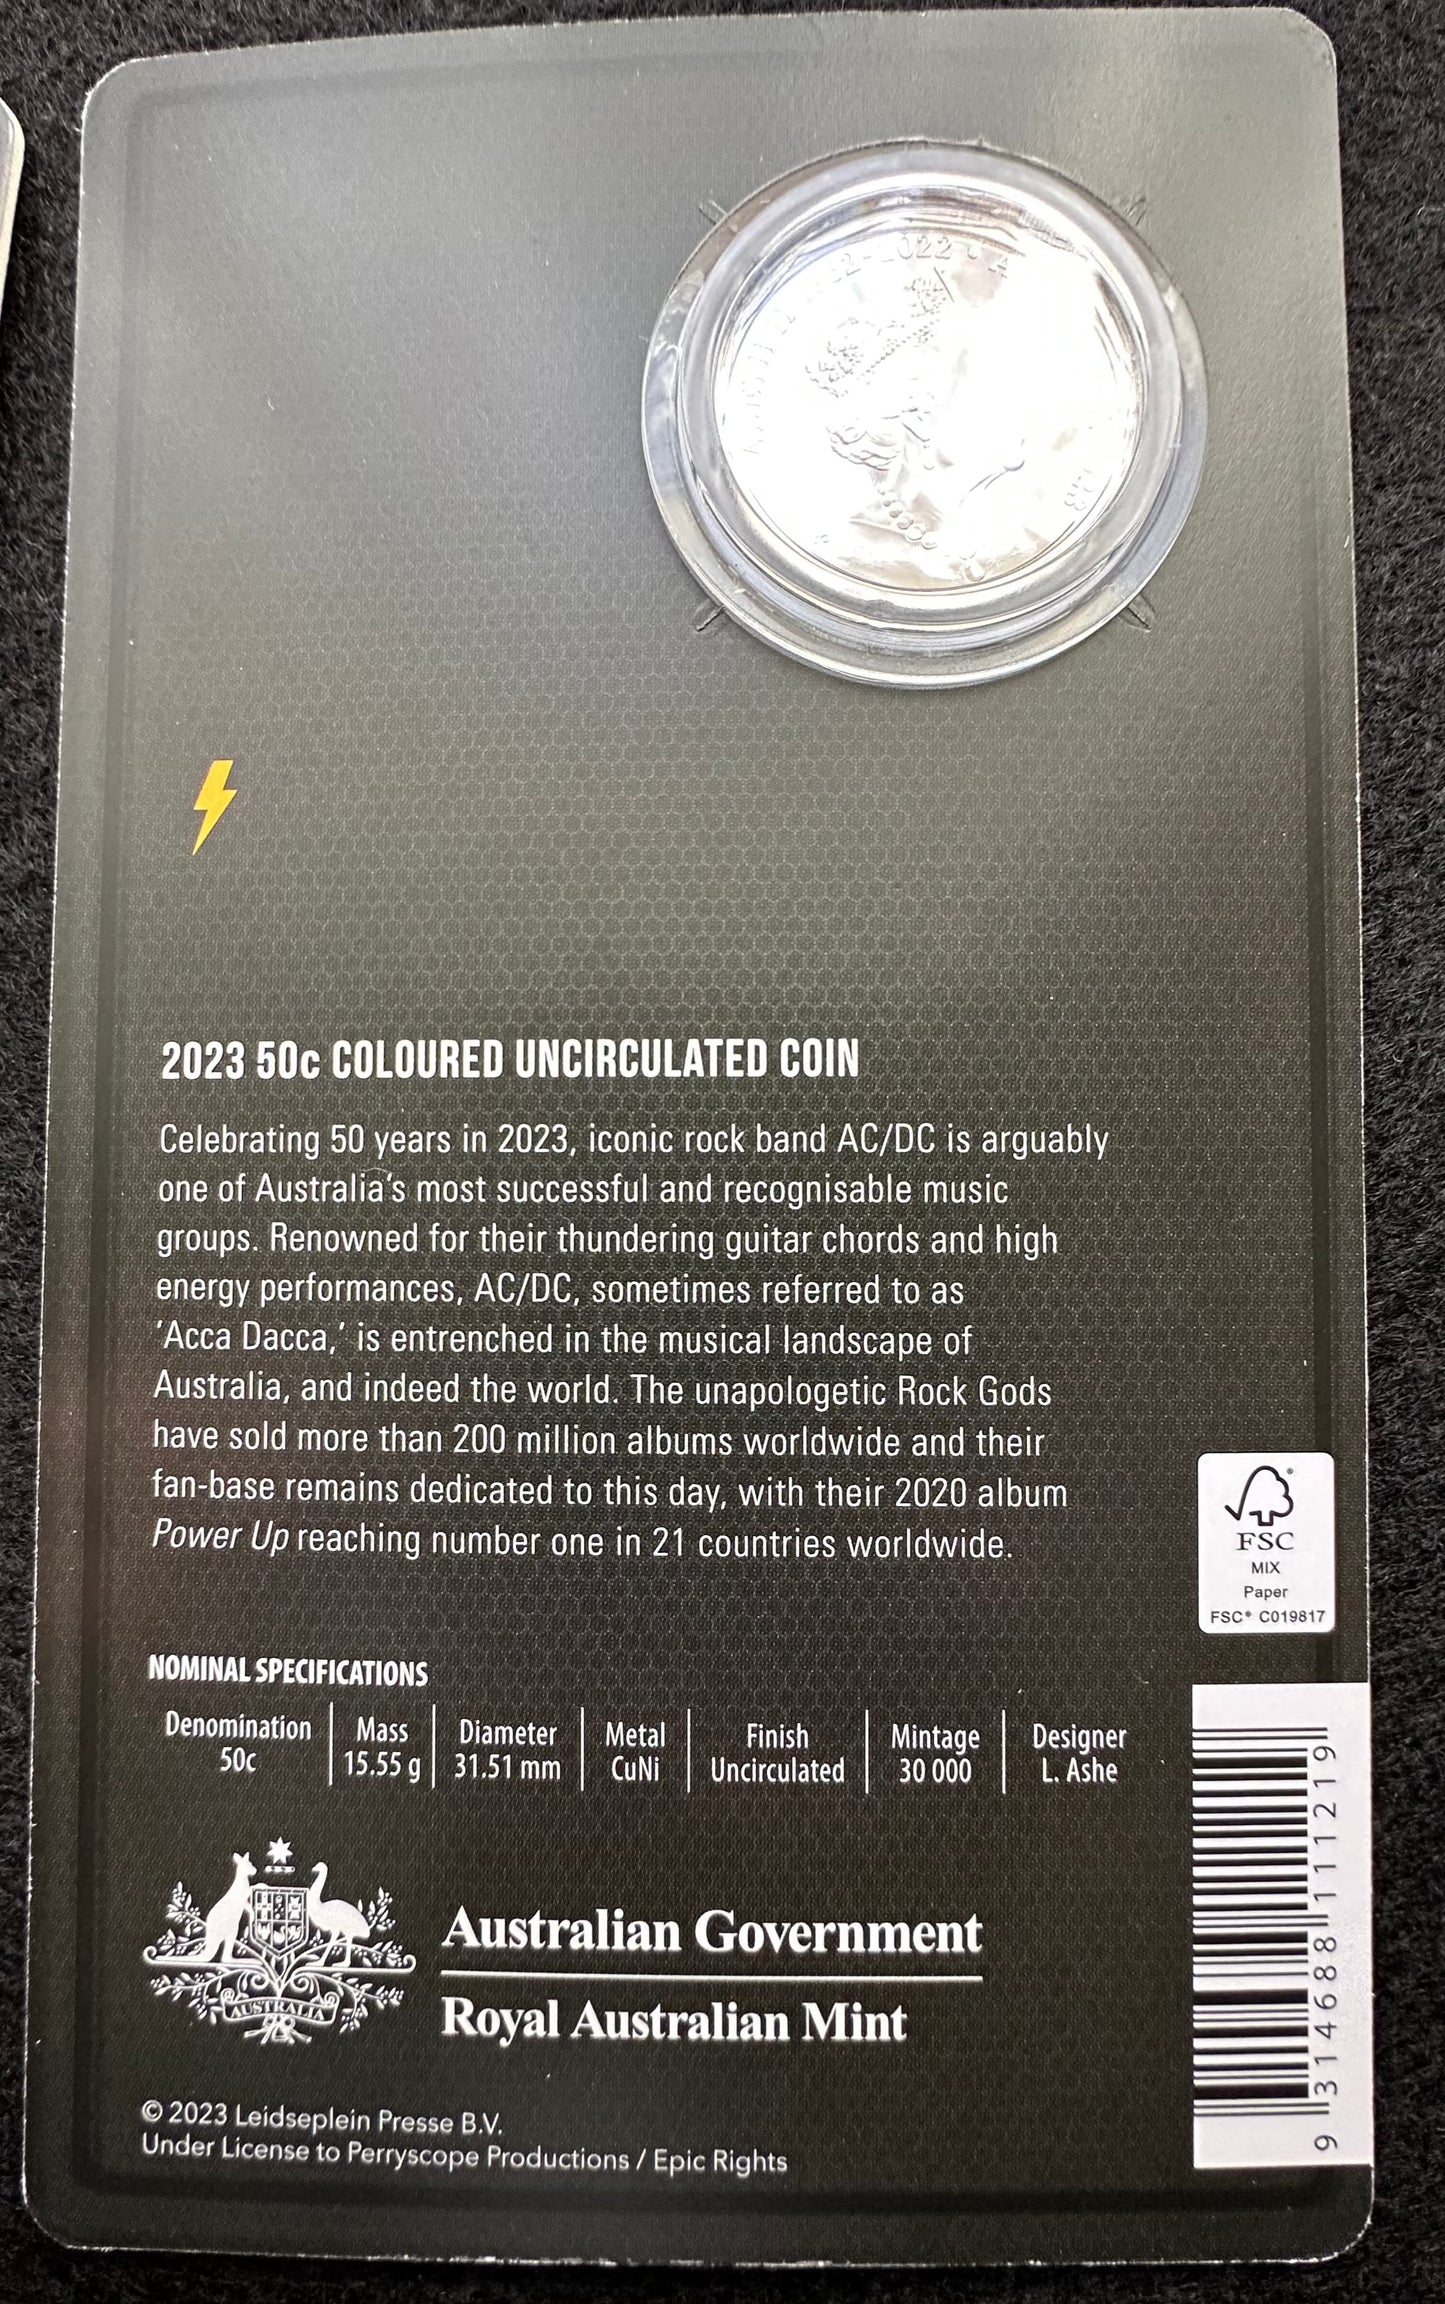 2022
2023 50c COLOURED UNCIRCULATED COIN
Celebrating 50 years in 2023, iconic rock band AC/DC is arguably
one of Australia's most successful and recognisable music
groups. Renowned for their thundering guitar chords and high
energy performances, AC/DC, sometimes referred to as
'Acca Dacca,' is entrenched in the musical landscape of
Australia, and indeed the world. The unapologetic Rock Gods
have sold more than 200 million albums worldwide and their
fan-base remains dedicated to this day, with their 2020 album
Power Up reaching number one in 21 countries worldwide.
FSC®
MIX
Paper
FSC® C019817
NOMINAL SPECIFICATIONS
Denomination Mass Diameter Metal Finish Mintage Designer
50c 15.55 g 31.51 mm CuNi Uncirculated 30 000 L. Ashe
AUSTRALIA
Australian Government
Royal Australian Mint
© 2023 Leidseplein Presse B.V.
Under License to Perryscope Productions / Epic Rights
9 314688 111219